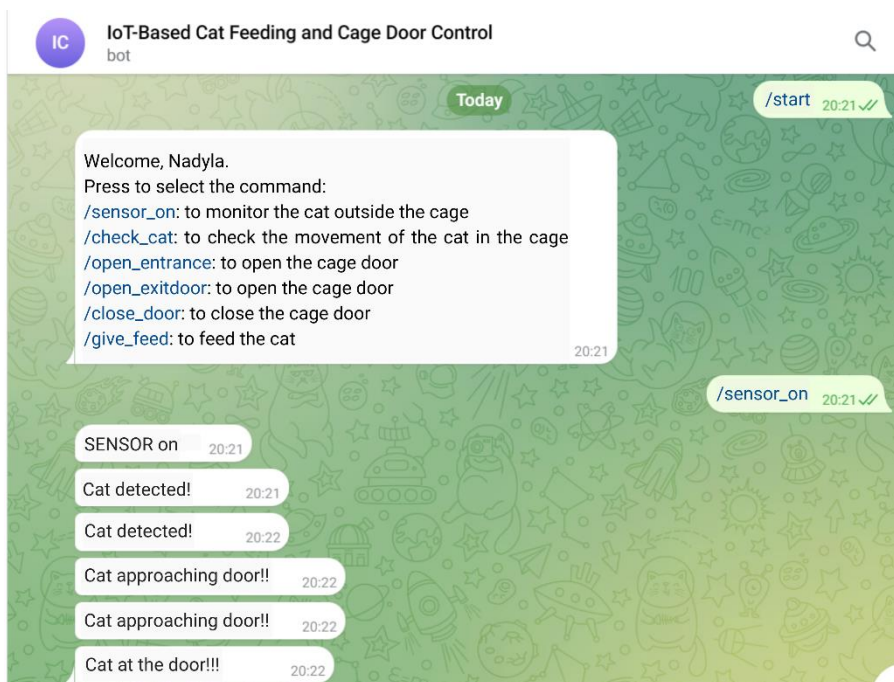 IC
IoT-Based Cat Feeding and Cage Door Control
bot
Today
/start 20:21
Welcome, Nadyla.
Press to select the command:
/sensor_on: to monitor the cat outside the cage
/check_cat: to check the movement of the cat in the cage
/open_entrance: to open the cage door
/open_exitdoor: to open the cage door
/close_door: to close the cage door
/give_feed: to feed the cat
20:21
/sensor_on 20:21
SENSOR on 20:21
Cat detected! 20:21
Cat detected! 20:22
Cat approaching door!! 20:22
Cat approaching door!! 20:22
Cat at the door!!! 20:22